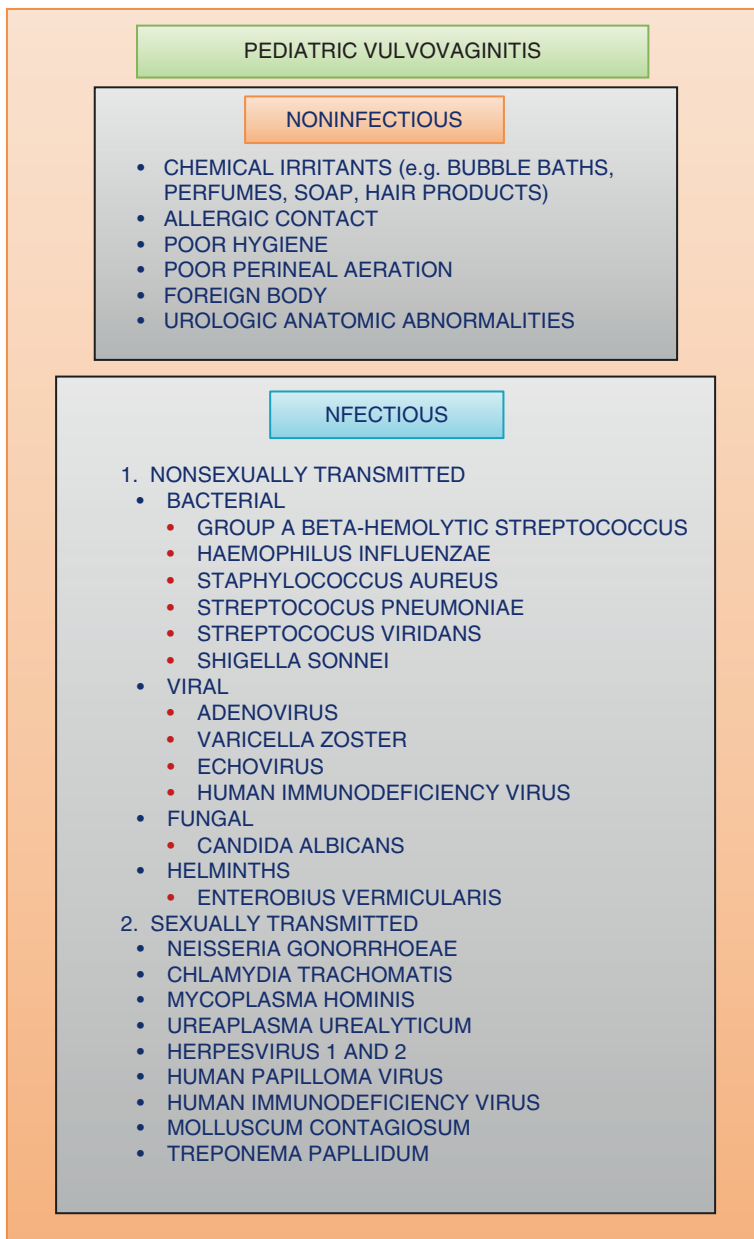 PEDIATRIC VULVOVAGINITIS
NONINFECTIOUS
• CHEMICAL IRRITANTS (e.g. BUBBLE BATHS,
PERFUMES, SOAP, HAIR PRODUCTS)
• ALLERGIC CONTACT
• POOR HYGIENE
• POOR PERINEAL AERATION
• FOREIGN BODY
• UROLOGIC ANATOMIC ABNORMALITIES
NFECTIOUS
1. NONSEXUALLY TRANSMITTED
• BACTERIAL
• GROUP A BETA-HEMOLYTIC STREPTOCOCCUS
• HAEMOPHILUS INFLUENZAE
• STAPHYLOCOCCUS AUREUS
• STREPTOCOCUS PNEUMONIAE
• STREPTOCOCUS VIRIDANS
• SHIGELLA SONNEI
• VIRAL
• ADENOVIRUS
• VARICELLA ZOSTER
• ECHOVIRUS
• HUMAN IMMUNODEFICIENCY VIRUS
• FUNGAL
• CANDIDA ALBICANS
• HELMINTHS
• ENTEROBIUS VERMICULARIS
2. SEXUALLY TRANSMITTED
• NEISSERIA GONORRHOEAE
• CHLAMYDIA TRACHOMATIS
• MYCOPLASMA HOMINIS
• UREAPLASMA UREALYTICUM
• HERPESVIRUS 1 AND 2
• HUMAN PAPILLOMA VIRUS
• HUMAN IMMUNODEFICIENCY VIRUS
• MOLLUSCUM CONTAGIOSUM
• TREPONEMA PAPLLIDUM